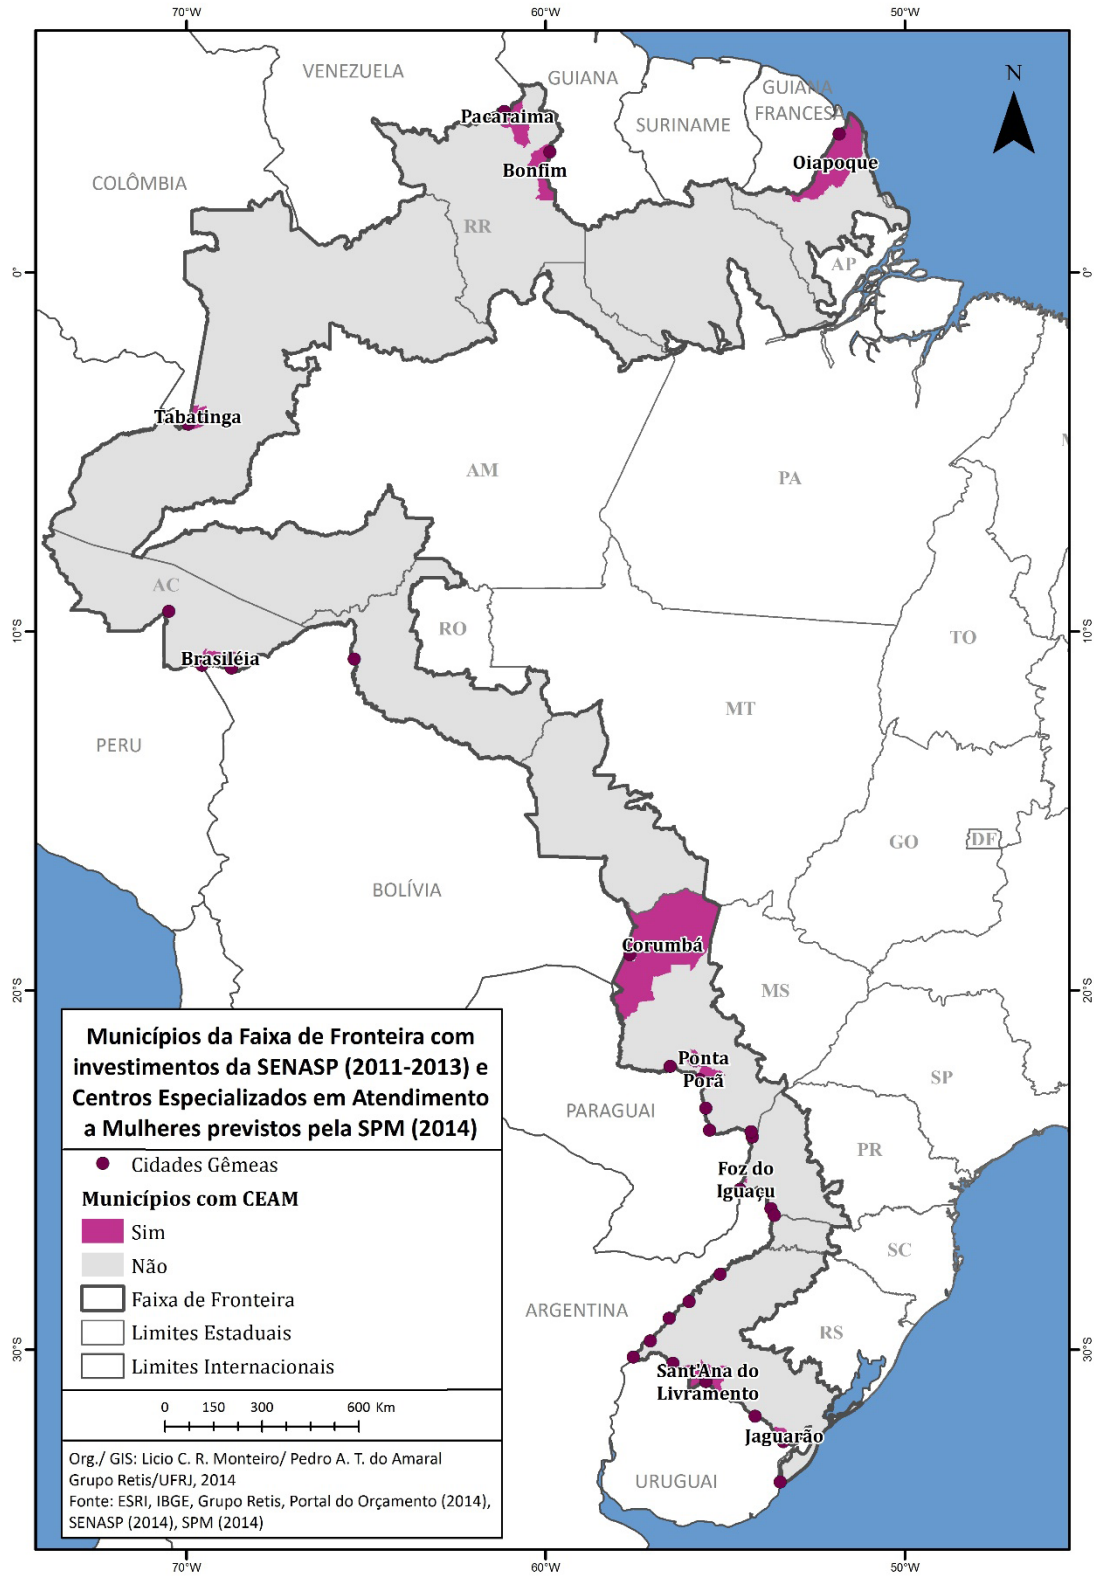 70°W
60°W
50°W
N
VENEZUELA
GUIANA
SURINAME
GUIANA
FRANCESA
COLÔMBIA
Pacaraima
Bonfim
Oiapoque
RR
AP
0°
0°
Tabatinga
AM
PA
M
AC
RO
TO
10°S
10°S
Brasiléia
MT
PERU
GO
DF
BOLÍVIA
Corumbá
MS
20°S
20°S
Ponta
Porã
SP
PARAGUAI
PR
Foz do
Iguaçu
SC
ARGENTINA
RS
30°S
30°S
Sant'Ana do
Livramento
Jaguarão
URUGUAI
Municípios da Faixa de Fronteira com
investimentos da SENASP (2011-2013) e
Centros Especializados em Atendimento
a Mulheres previstos pela SPM (2014)
Cidades Gêmeas
Municípios com CEAM
Sim
Não
Faixa de Fronteira
Limites Estaduais
Limites Internacionais
0 150 300 600 Km
Org./ GIS: Licio C. R. Monteiro/ Pedro A. T. do Amaral
Grupo Retis/UFRJ, 2014
Fonte: ESRI, IBGE, Grupo Retis, Portal do Orçamento (2014),
SENASP (2014), SPM (2014)
70°W
60°W
50°W